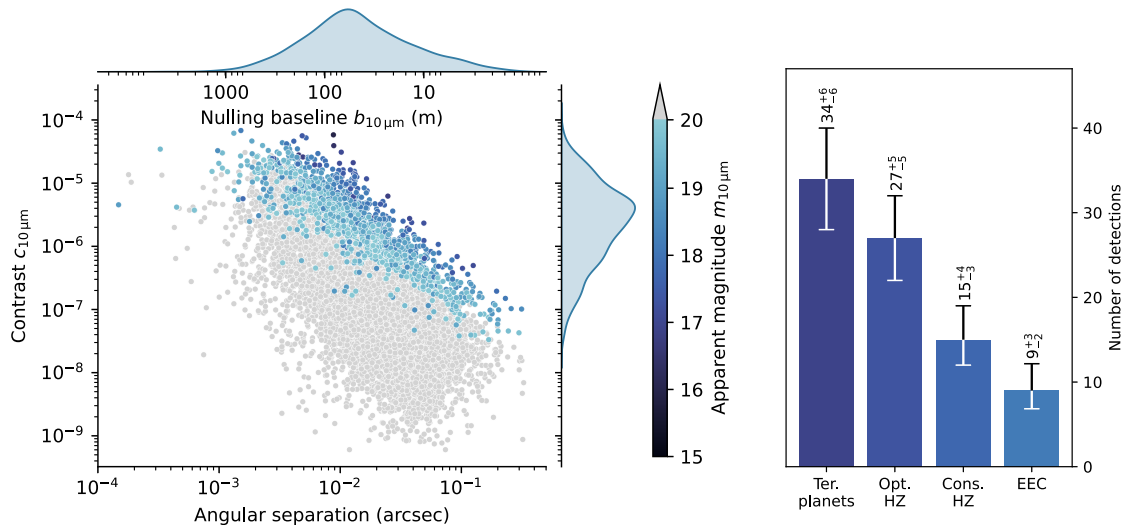 1000 100 10
Nulling baseline b10 μm (m)
10−4
10−5
10−6
10−7
10−8
10−9
Contrast c10 μm
10−4 10−3 10−2 10−1
Angular separation (arcsec)
20
19
18
17
16
15
Apparent magnitude m10 μm
34+6−6
27+5−5
15+4−3
9+3−2
40
30
20
10
0
Number of detections
Ter. Opt. Cons. EEC
planets HZ HZ